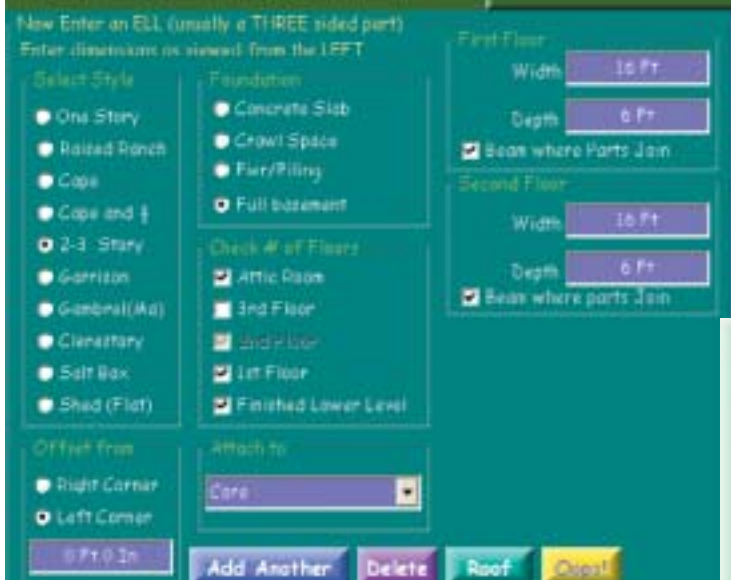 Now Enter an ELL (usually a THREE sided part)
Enter dimensions as viewed from the LEFT
Select Style
One Story
Raised Ranch
Cape
Cape and ½
2-3 Story
Garrison
Gambrel(Ma)
Clerestory
Salt Box
Shed (Flat)
Offset from
Right Corner
Left Corner
0 Ft 0 In
Foundation
Concrete Slab
Crawl Space
Pier/Piling
Full basement
Check # of Floors
Attic Room
3rd Floor
2nd Floor
1st Floor
Finished Lower Level
Attach to
Core
First Floor
Width 16 Ft
Depth 6 Ft
Beam where Parts Join
Second Floor
Width 16 Ft
Depth 6 Ft
Beam where parts Join
Add Another
Delete
Roof
Oops!